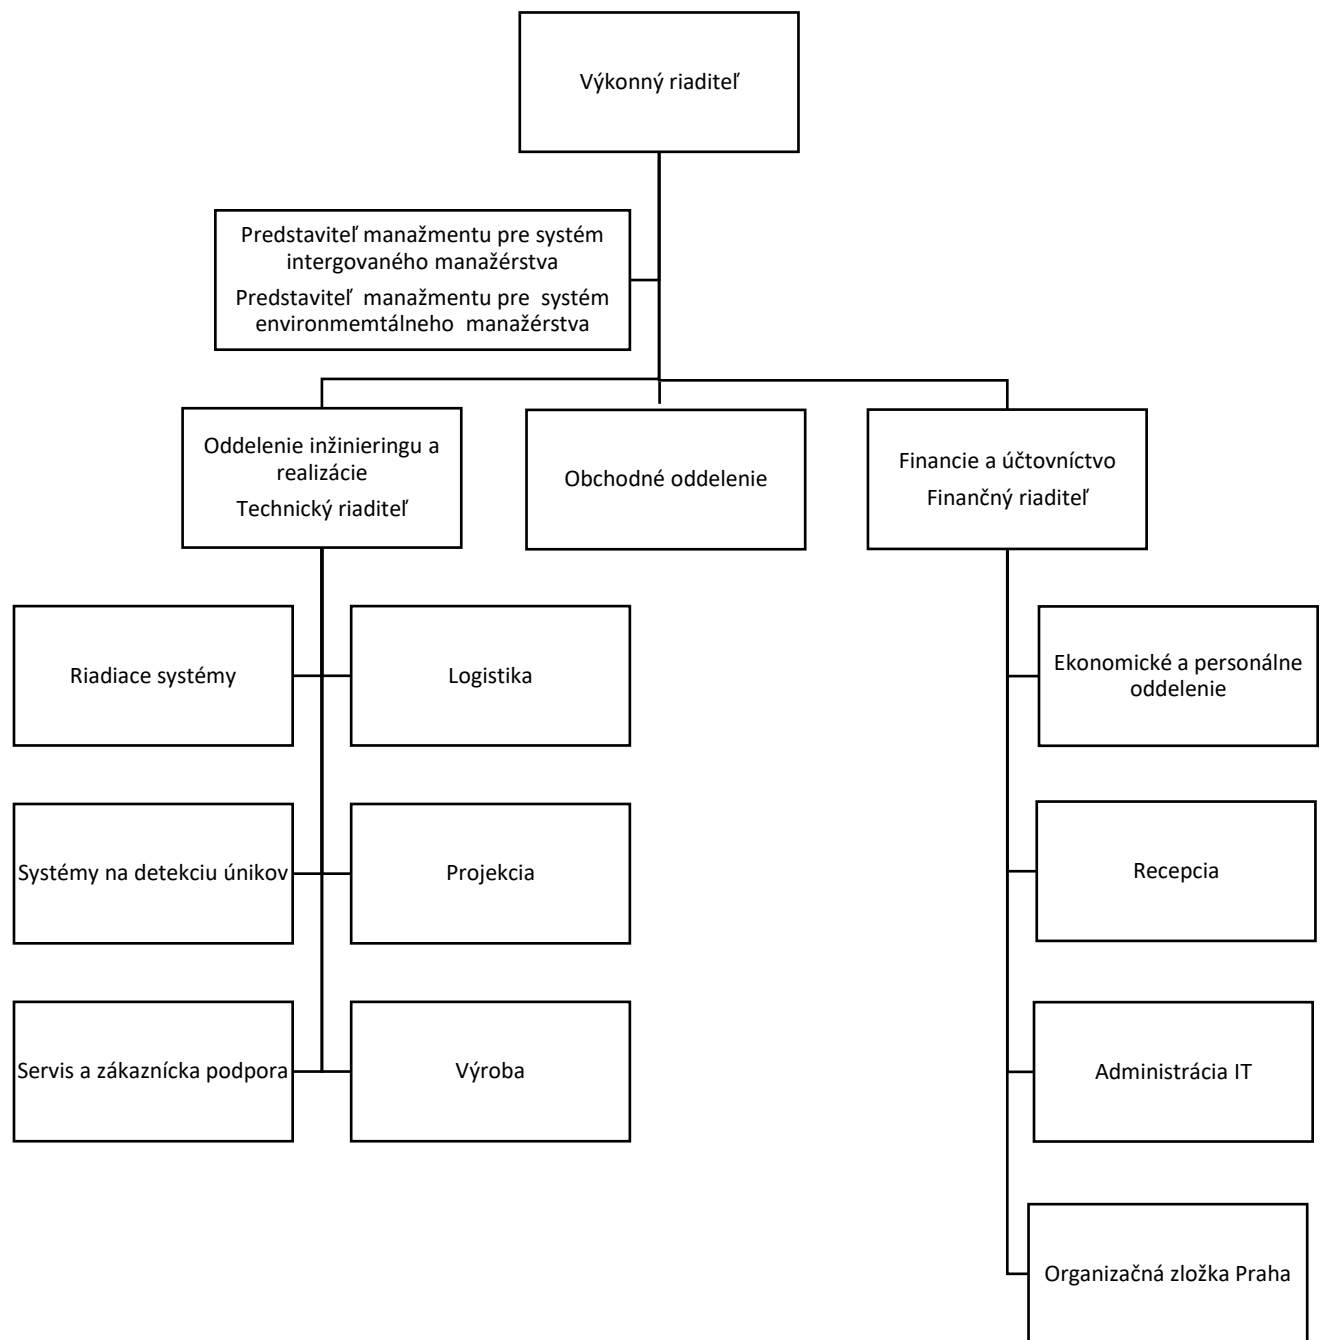 Výkonný riaditeľ
Predstaviteľ manažmentu pre systém
intergovaného manažérstva
Predstaviteľ  manažmentu pre  systém
environmemtálneho  manažérstva
Oddelenie inžinieringu a
realizácie
Technický riaditeľ
Obchodné oddelenie
Financie a účtovníctvo
Finančný riaditeľ
Riadiace systémy
Logistika
Ekonomické a personálne
oddelenie
Systémy na detekciu únikov
Projekcia
Recepcia
Servis a zákaznícka podpora
Výroba
Administrácia IT
Organizačná zložka Praha